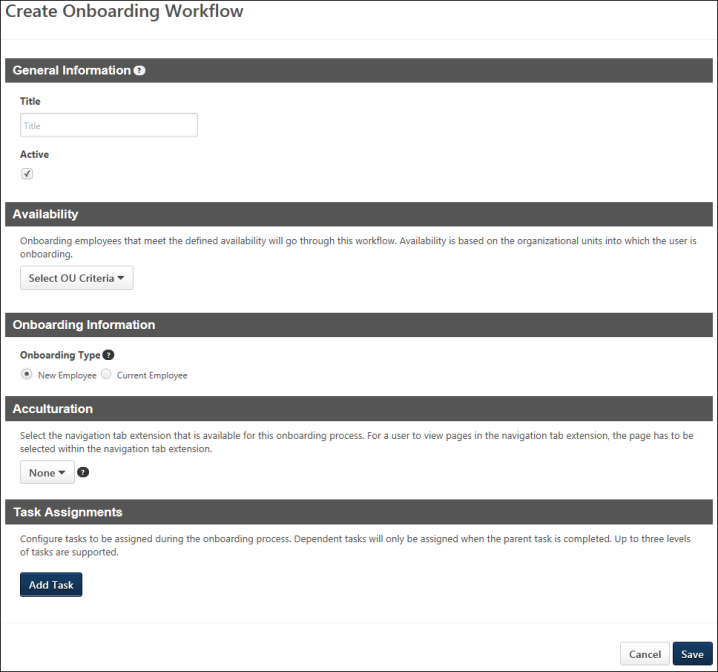 Create Onboarding Workflow
General Information ?
Title
Title
Active
Availability
Onboarding employees that meet the defined availability will go through this workflow. Availability is based on the organizational units into which the user is
onboarding.
Select OU Criteria
Onboarding Information
Onboarding Type ?
New Employee Current Employee
Acculturation
Select the navigation tab extension that is available for this onboarding process. For a user to view pages in the navigation tab extension, the page has to be
selected within the navigation tab extension.
None ?
Task Assignments
Configure tasks to be assigned during the onboarding process. Dependent tasks will only be assigned when the parent task is completed. Up to three levels
of tasks are supported.
Add Task
Cancel Save